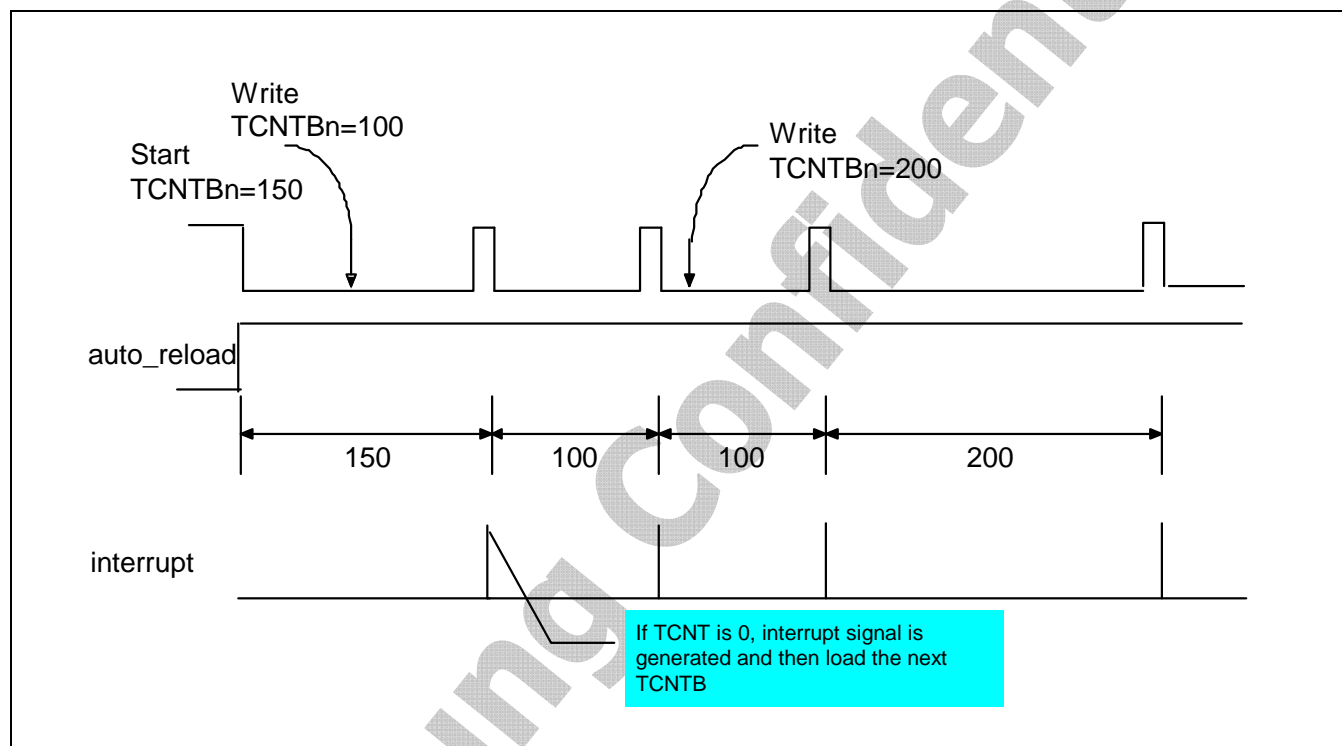 Write
TCNTBn=100
Start
TCNTBn=150
Write
TCNTBn=200
auto_reload
150
100
100
200
interrupt
If TCNT is 0, interrupt signal is
generated and then load the next
TCNTB